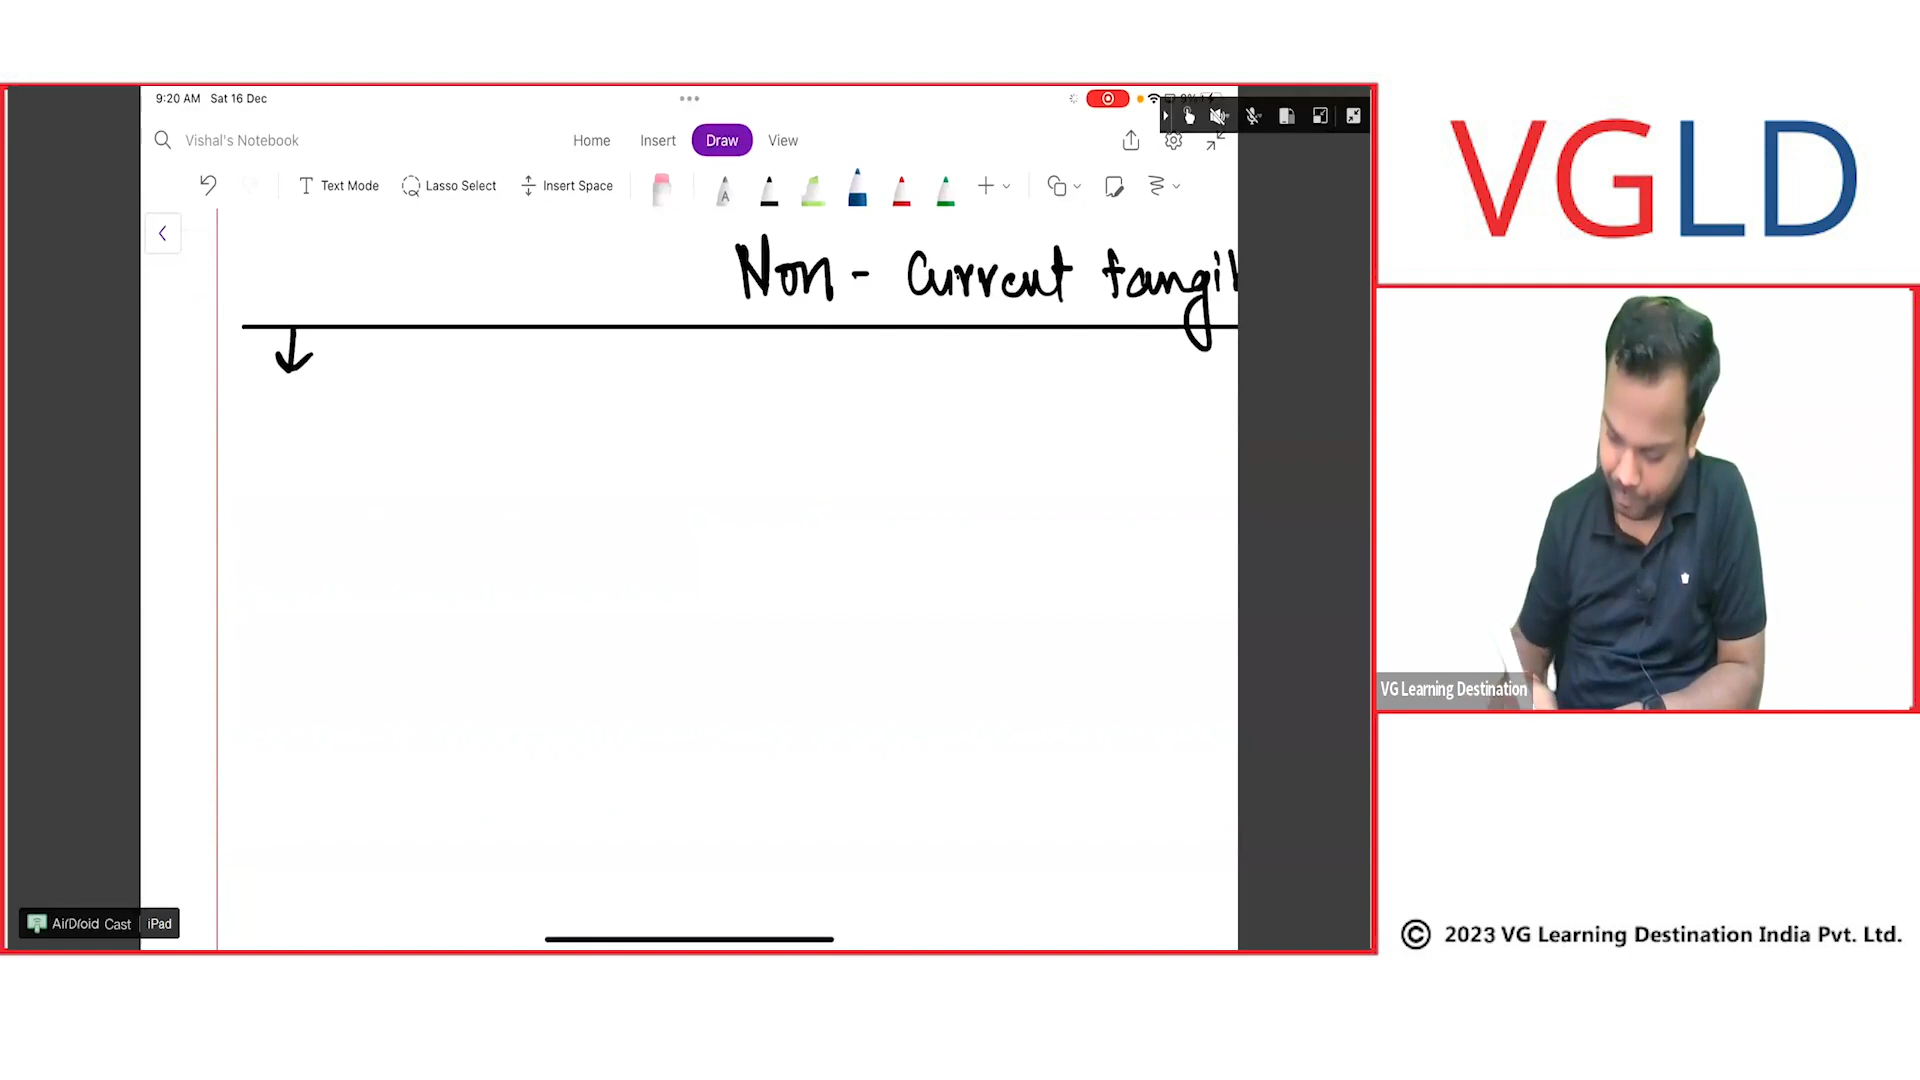 VGLD
9:20 AM Sat 16 Dec
Vishal's Notebook
Home Insert Draw View
Text Mode Lasso Select Insert Space
A
Non - Current tangib
VG Learning Destination
AirDroid Cast iPad
© 2023 VG Learning Destination India Pvt. Ltd.